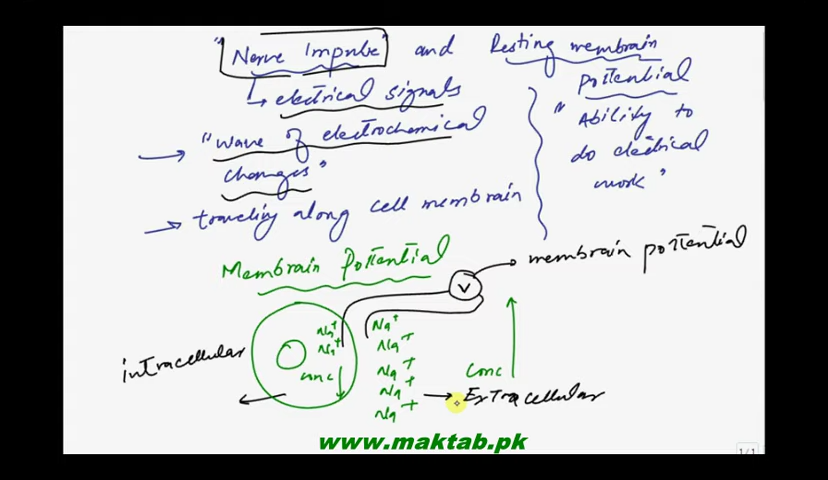 "Nerve Impulse" and Resting membrain
potential
→ electrical signals
"Ability to
→ "wave of electrochemical
do electrical
changes"
work"
→ traveling along cell membrain
Membrain Potential
membrain potential
V
Na+ Na+
Na+ Na+
intracellular
Na+ Conc
conc
Na+ → Extracellular
Na+
www.maktab.pk
1/1